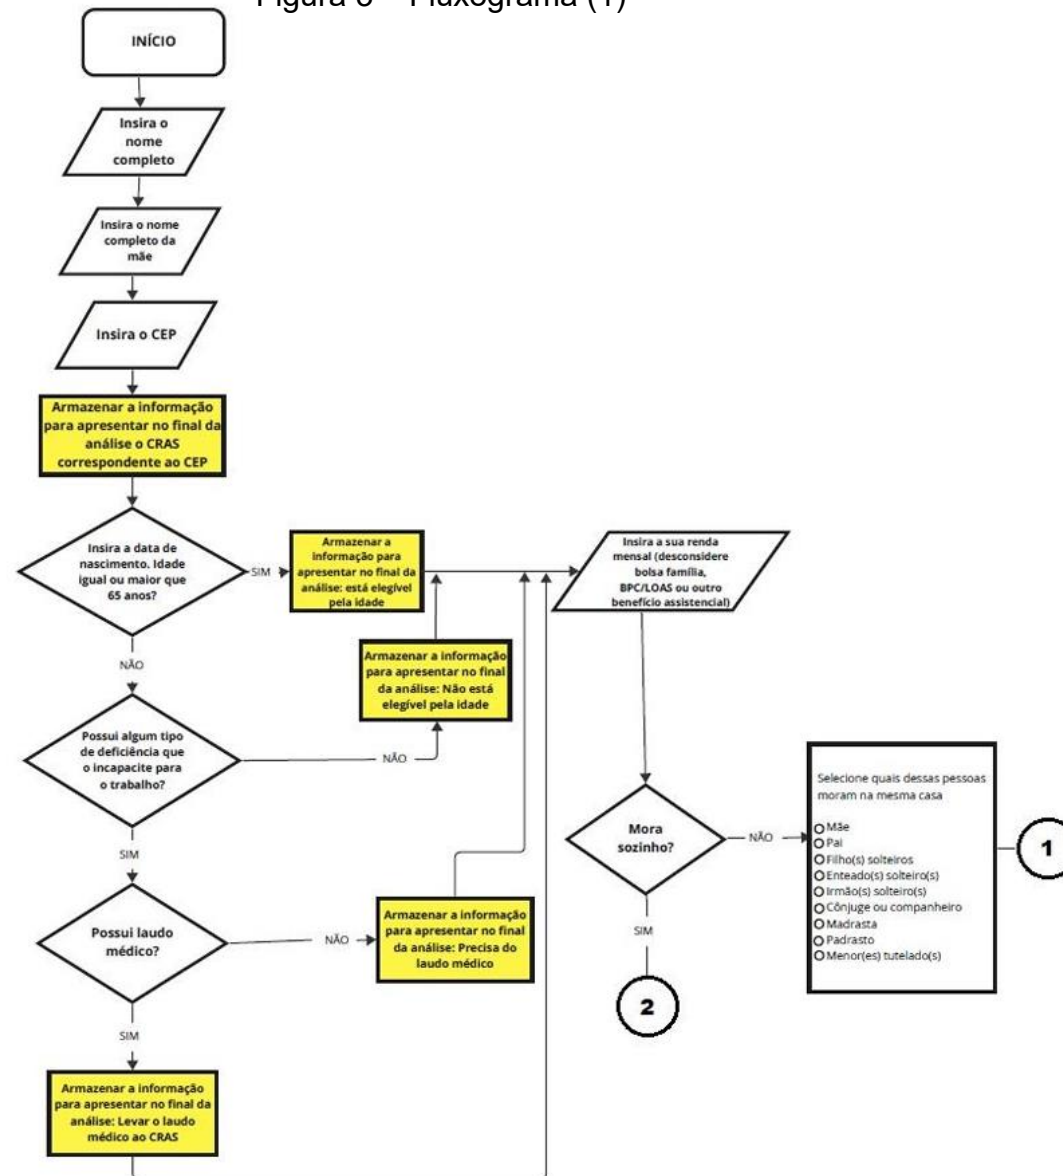 Figura 6 – Fluxograma (1)
INÍCIO
Insira o
nome
completo
Insira o nome
completo da
mãe
Insira o CEP
Armazenar a informação
para apresentar no final da
análise o CRAS
correspondente ao CEP
Insira a data de
nascimento. Idade
igual ou maior que
65 anos?
SIM
Armazenar a
informação para
apresentar no final da
análise: está elegível
pela idade
Insira a sua renda
mensal (desconsidere
bolsa família,
BPC/LOAS ou outro
benefício assistencial)
NÃO
Armazenar a informação
para apresentar no final
da análise: Não está
elegível pela idade
Possui algum tipo
de deficiência que
o incapacite para
o trabalho?
NÃO
SIM
Possui laudo
médico?
NÃO
Armazenar a informação
para apresentar no final
da análise: Precisa do
laudo médico
SIM
Armazenar a informação
para apresentar no final da
análise: Levar o laudo
médico ao CRAS
Mora
sozinho?
NÃO
SIM
2
Selecione quais dessas pessoas
moram na mesma casa
Mãe
Pai
Filho(s) solteiros
Enteado(s) solteiro(s)
Irmão(s) solteiro(s)
Cônjuge ou companheiro
Madrasta
Padrasto
Menor(es) tutelado(s)
1